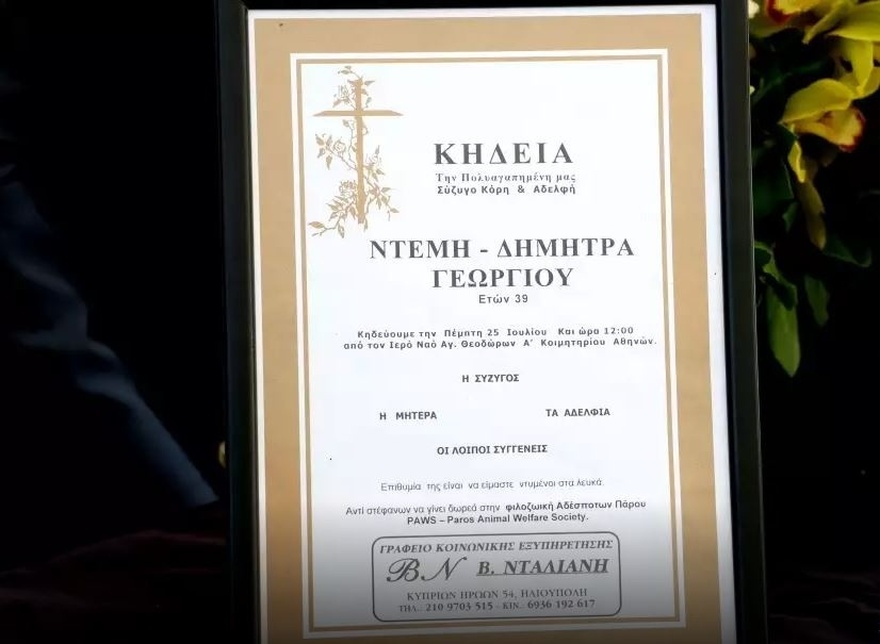 ΚΗΔΕΙΑ
Την Πολυαγαπημένη μας
Σύζυγο Κόρη & Αδελφή
ΝΤΕΜΗ - ΔΗΜΗΤΡΑ
ΓΕΩΡΓΙΟΥ
Ετών 39
Κηδεύουμε την Πέμπτη 25 Ιουλίου Και ώρα 12:00
από τον Ιερό Ναό Αγ. Θεοδώρων Α' Κοιμητηρίου Αθηνών.
Η ΣΥΖΥΓΟΣ
Η ΜΗΤΕΡΑ ΤΑ ΑΔΕΛΦΙΑ
ΟΙ ΛΟΙΠΟΙ ΣΥΓΓΕΝΕΙΣ
Επιθυμία της είναι να είμαστε ντυμένοι στα λευκά.
Αντί στέφανων να γίνει δωρεά στην φιλοζωική Αδέσποτων Πάρου
PAWS – Paros Animal Welfare Society.
ΓΡΑΦΕΙΟ ΚΟΙΝΩΝΙΚΗΣ ΕΞΥΠΗΡΕΤΗΣΗΣ
ΒΝ Β. ΝΤΑΛΙΑΝΗ
ΚΥΠΡΙΩΝ ΗΡΩΩΝ 54, ΗΛΙΟΥΠΟΛΗ
ΤΗΛ.: 210 9703 515 - ΚΙΝ.: 6936 192 617